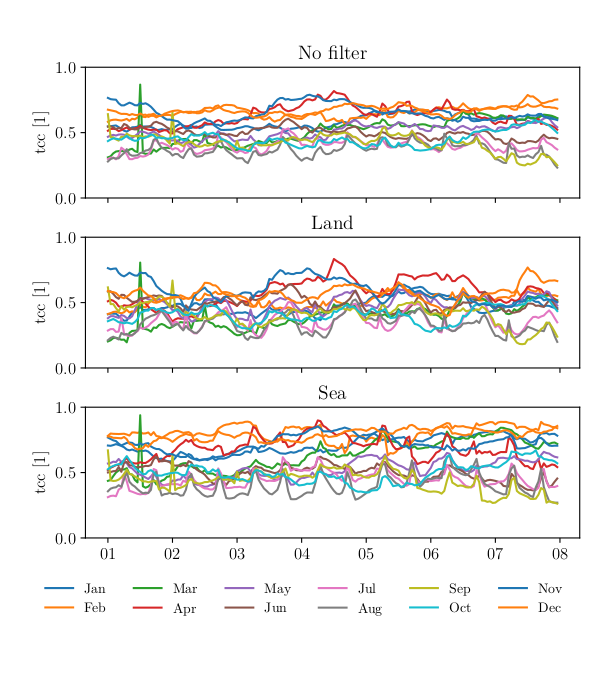 No filter
1.0
tcc [1]
0.5
0.0
Land
1.0
tcc [1]
0.5
0.0
Sea
1.0
tcc [1]
0.5
0.0
01 02 03 04 05 06 07 08
Jan Mar May Jul Sep Nov
Feb Apr Jun Aug Oct Dec